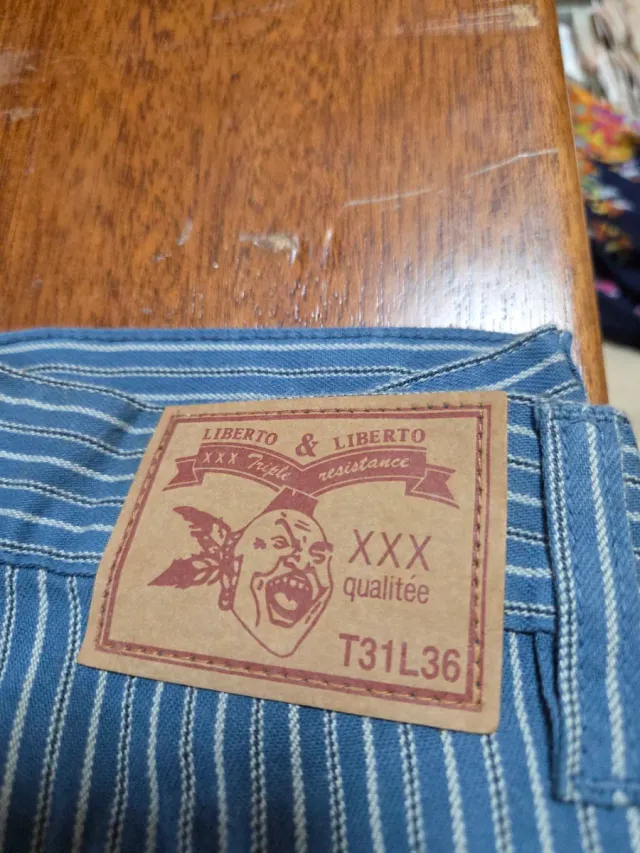 LIBERTO & LIBERTO
XXX Triple resistance
XXX
qualitée
T31L36